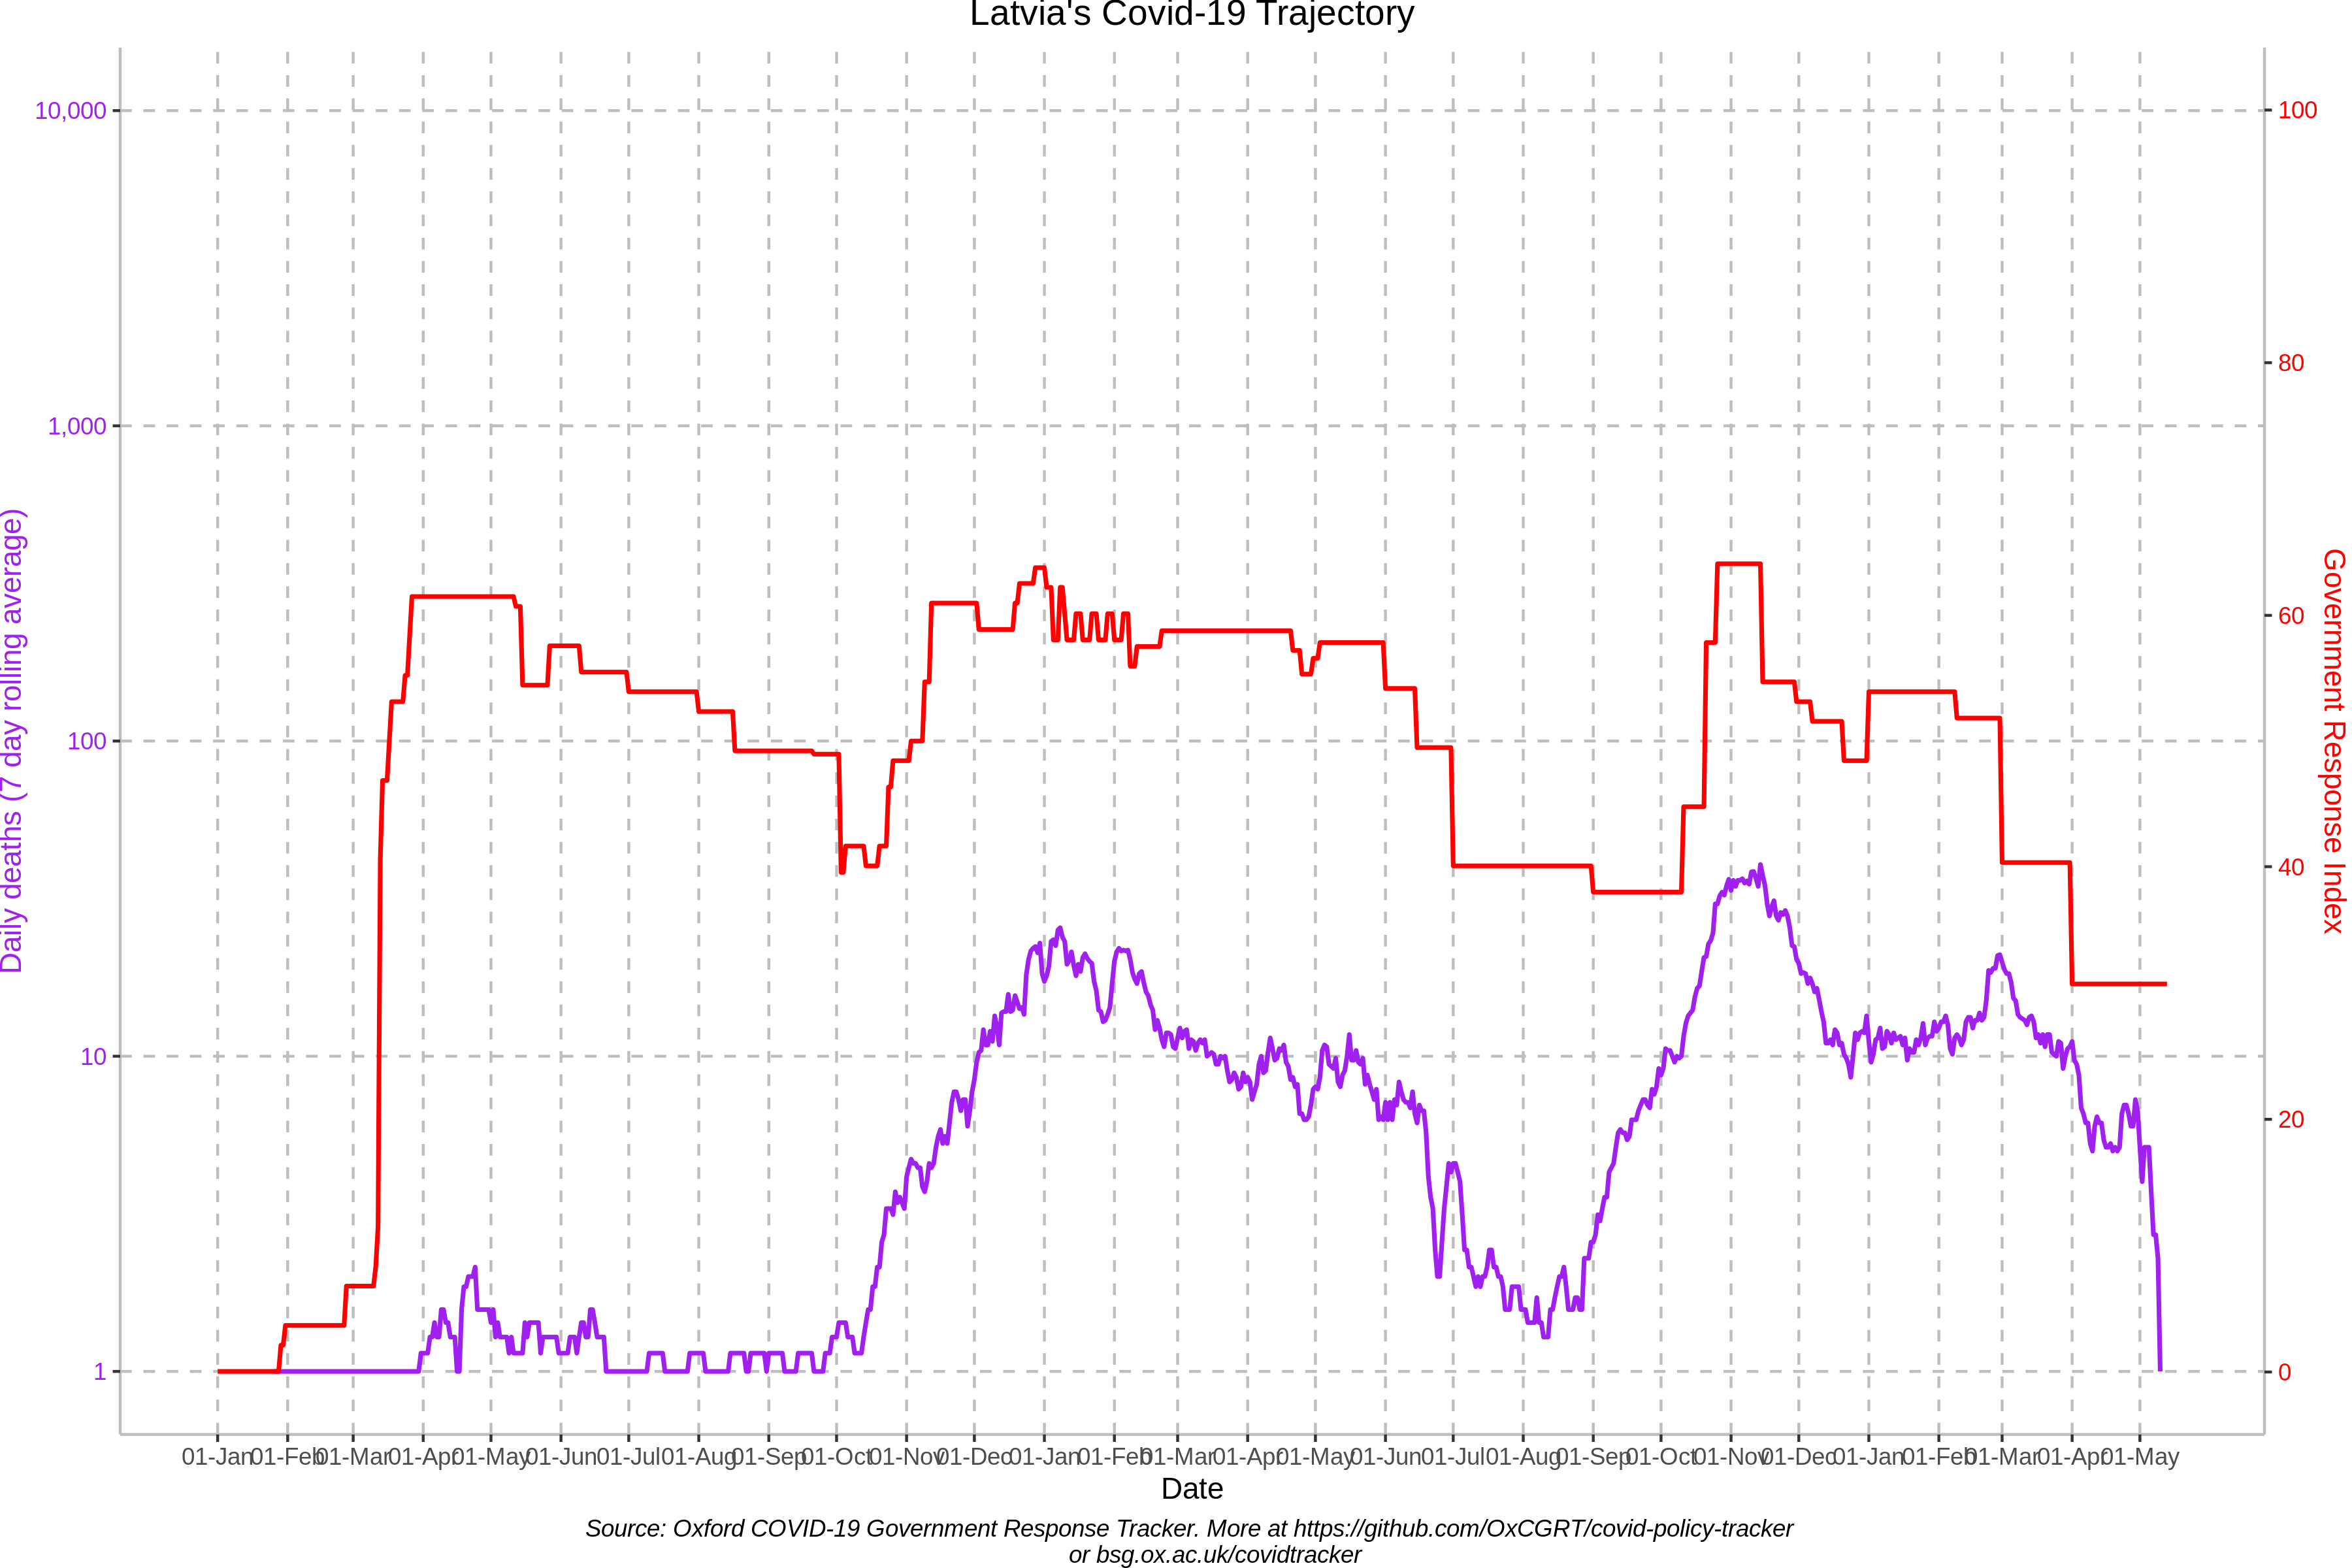 Latvia's Covid-19 Trajectory
10,000
1,000
100
10
1
Daily deaths (7 day rolling average)
100
80
60
40
20
0
Government Response Index
01-Jan 01-Feb 01-Mar 01-Apr 01-May 01-Jun 01-Jul 01-Aug 01-Sep 01-Oct 01-Nov 01-Dec 01-Jan 01-Feb 01-Mar 01-Apr 01-May 01-Jun 01-Jul 01-Aug 01-Sep 01-Oct 01-Nov 01-Dec 01-Jan 01-Feb 01-Mar 01-Apr 01-May
Date
Source: Oxford COVID-19 Government Response Tracker. More at https://github.com/OxCGRT/covid-policy-tracker
or bsg.ox.ac.uk/covidtracker